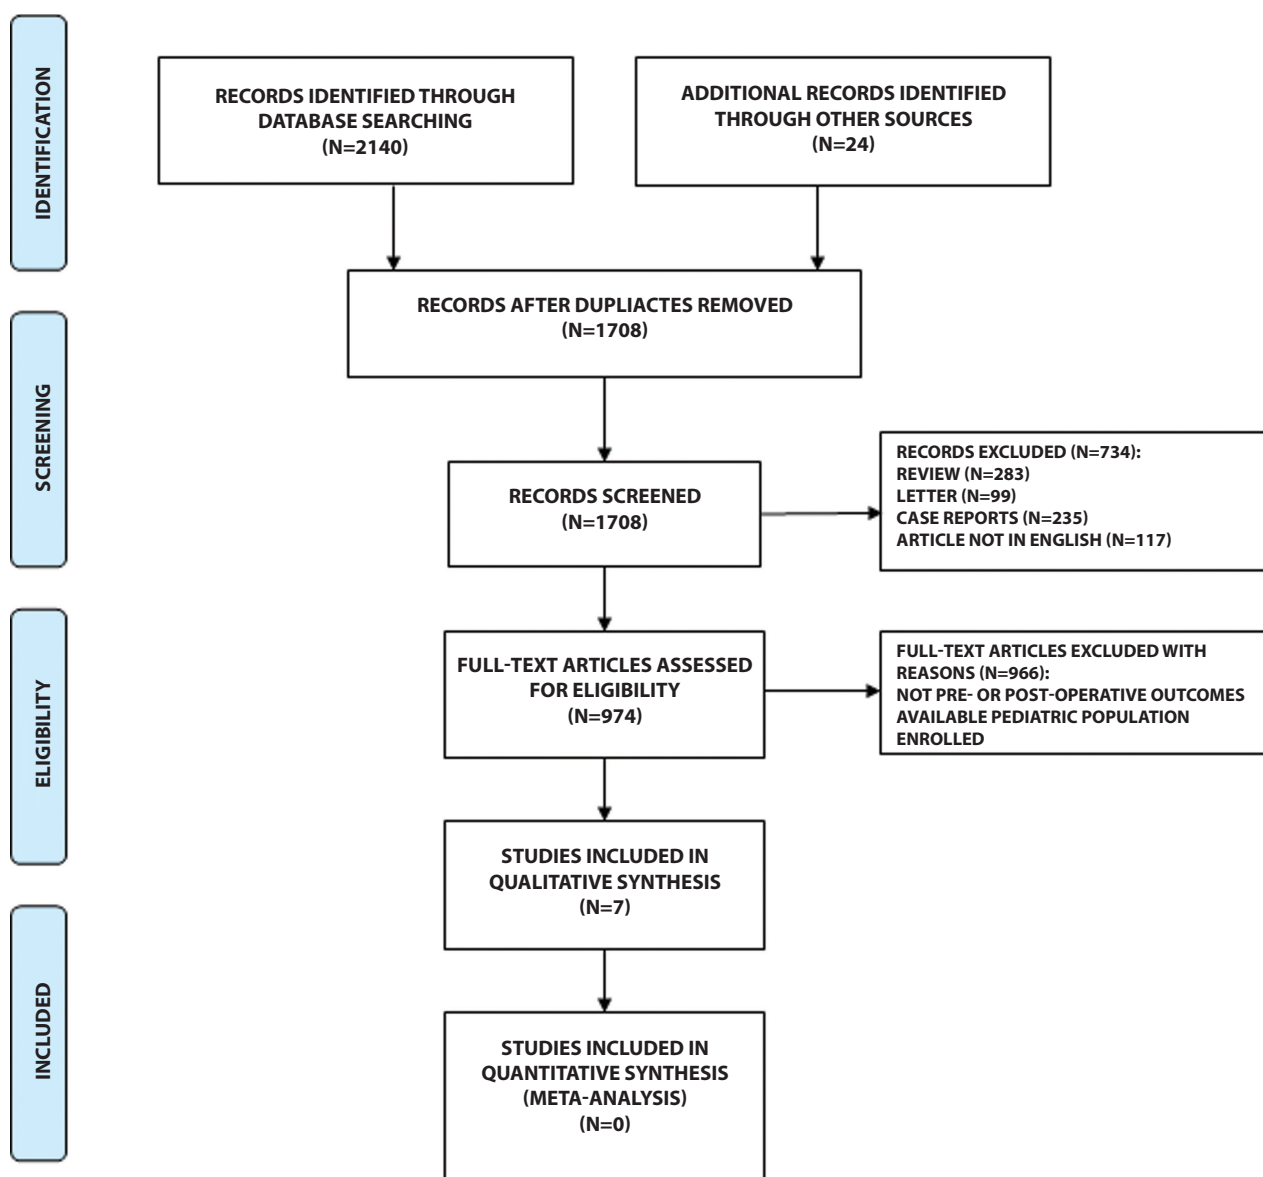 IDENTIFICATION
RECORDS IDENTIFIED THROUGH
DATABASE SEARCHING
(N=2140)
ADDITIONAL RECORDS IDENTIFIED
THROUGH OTHER SOURCES
(N=24)
RECORDS AFTER DUPLIACTES REMOVED
(N=1708)
SCREENING
RECORDS SCREENED
(N=1708)
RECORDS EXCLUDED (N=734):
REVIEW (N=283)
LETTER (N=99)
CASE REPORTS (N=235)
ARTICLE NOT IN ENGLISH (N=117)
ELIGIBILITY
FULL-TEXT ARTICLES ASSESSED
FOR ELIGIBILITY
(N=974)
FULL-TEXT ARTICLES EXCLUDED WITH
REASONS (N=966):
NOT PRE- OR POST-OPERATIVE OUTCOMES
AVAILABLE PEDIATRIC POPULATION
ENROLLED
STUDIES INCLUDED IN
QUALITATIVE SYNTHESIS
(N=7)
INCLUDED
STUDIES INCLUDED IN
QUANTITATIVE SYNTHESIS
(META-ANALYSIS)
(N=0)